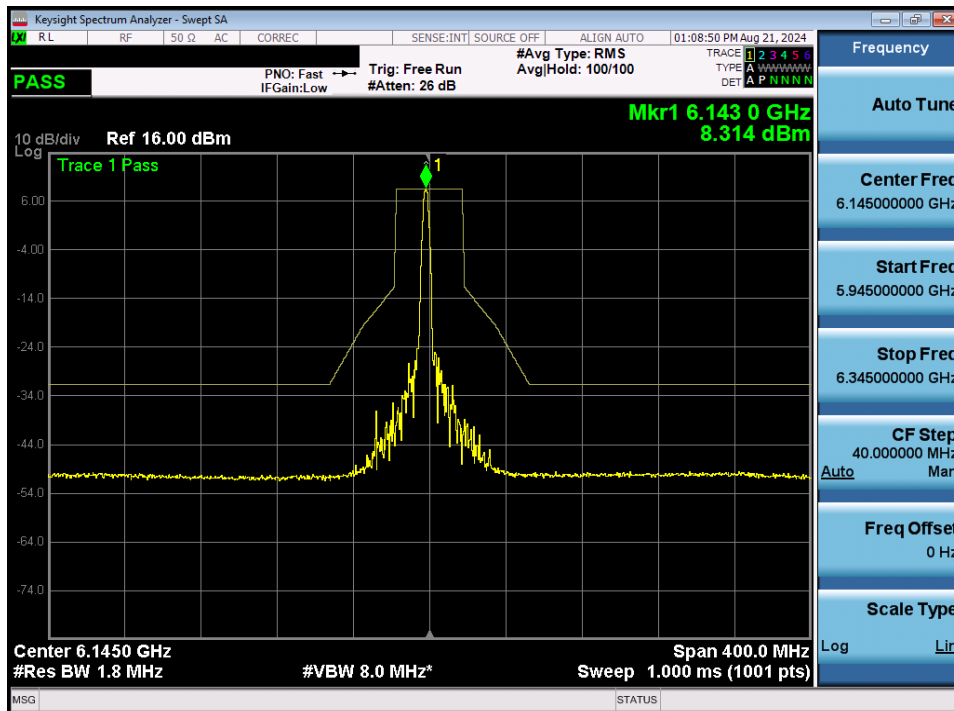 Keysight Spectrum Analyzer - Swept SA
LXI RL RF 50 Ω AC CORREC SENSE:INT SOURCE OFF ALIGN AUTO 01:08:50 PM Aug 21, 2024
PASS
PNO: Fast
IFGain:Low
Trig: Free Run
#Atten: 26 dB
#Avg Type: RMS
Avg|Hold: 100/100
TRACE 1 2 3 4 5 6
TYPE A WWWWW
DET A P N N N N
Mkr1 6.143 0 GHz
8.314 dBm
10 dB/div Ref 16.00 dBm
Log
Trace 1 Pass
1
6.00
-4.00
-14.0
-24.0
-34.0
-44.0
-54.0
-64.0
-74.0
Center 6.1450 GHz Span 400.0 MHz
#Res BW 1.8 MHz #VBW 8.0 MHz* Sweep 1.000 ms (1001 pts)
MSG STATUS
Frequency
Auto Tune
Center Freq
6.145000000 GHz
Start Freq
5.945000000 GHz
Stop Freq
6.345000000 GHz
CF Step
40.000000 MHz
Auto Man
Freq Offset
0 Hz
Scale Type
Log Lin